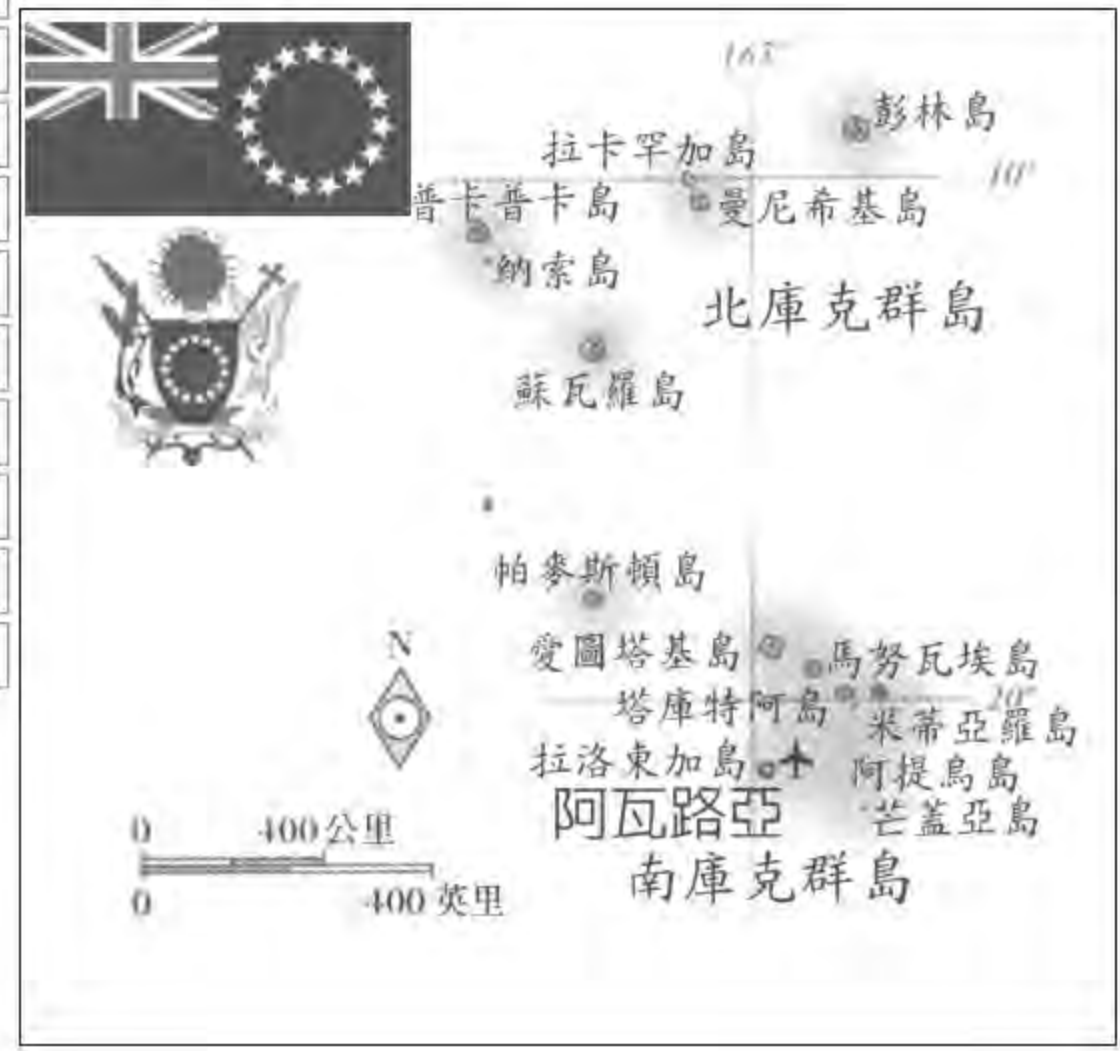 彭林島
拉卡罕加島
10°
普卡普卡島
曼尼希基島
納索島
北庫克群島
蘇瓦羅島
帕麥斯頓島
N
愛圖塔基島
馬努瓦埃島
塔庫特阿島
20°
米蒂亞羅島
拉洛東加島
阿提烏島
阿瓦路亞
芒蓋亞島
0 400公里
南庫克群島
0 400英里